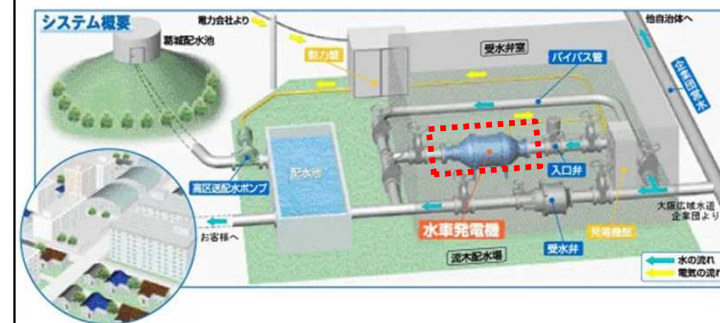 システム概要
葛城配水池
電力会社より
動力盤
受水弁室
バイパス管
他自治体へ
企業団送水
高区送配水ポンプ
配水池
入口弁
水車発電機
発電機盤
大阪広域水道
企業団より
お客様へ
流木配水場
受水弁
水の流れ
電気の流れ